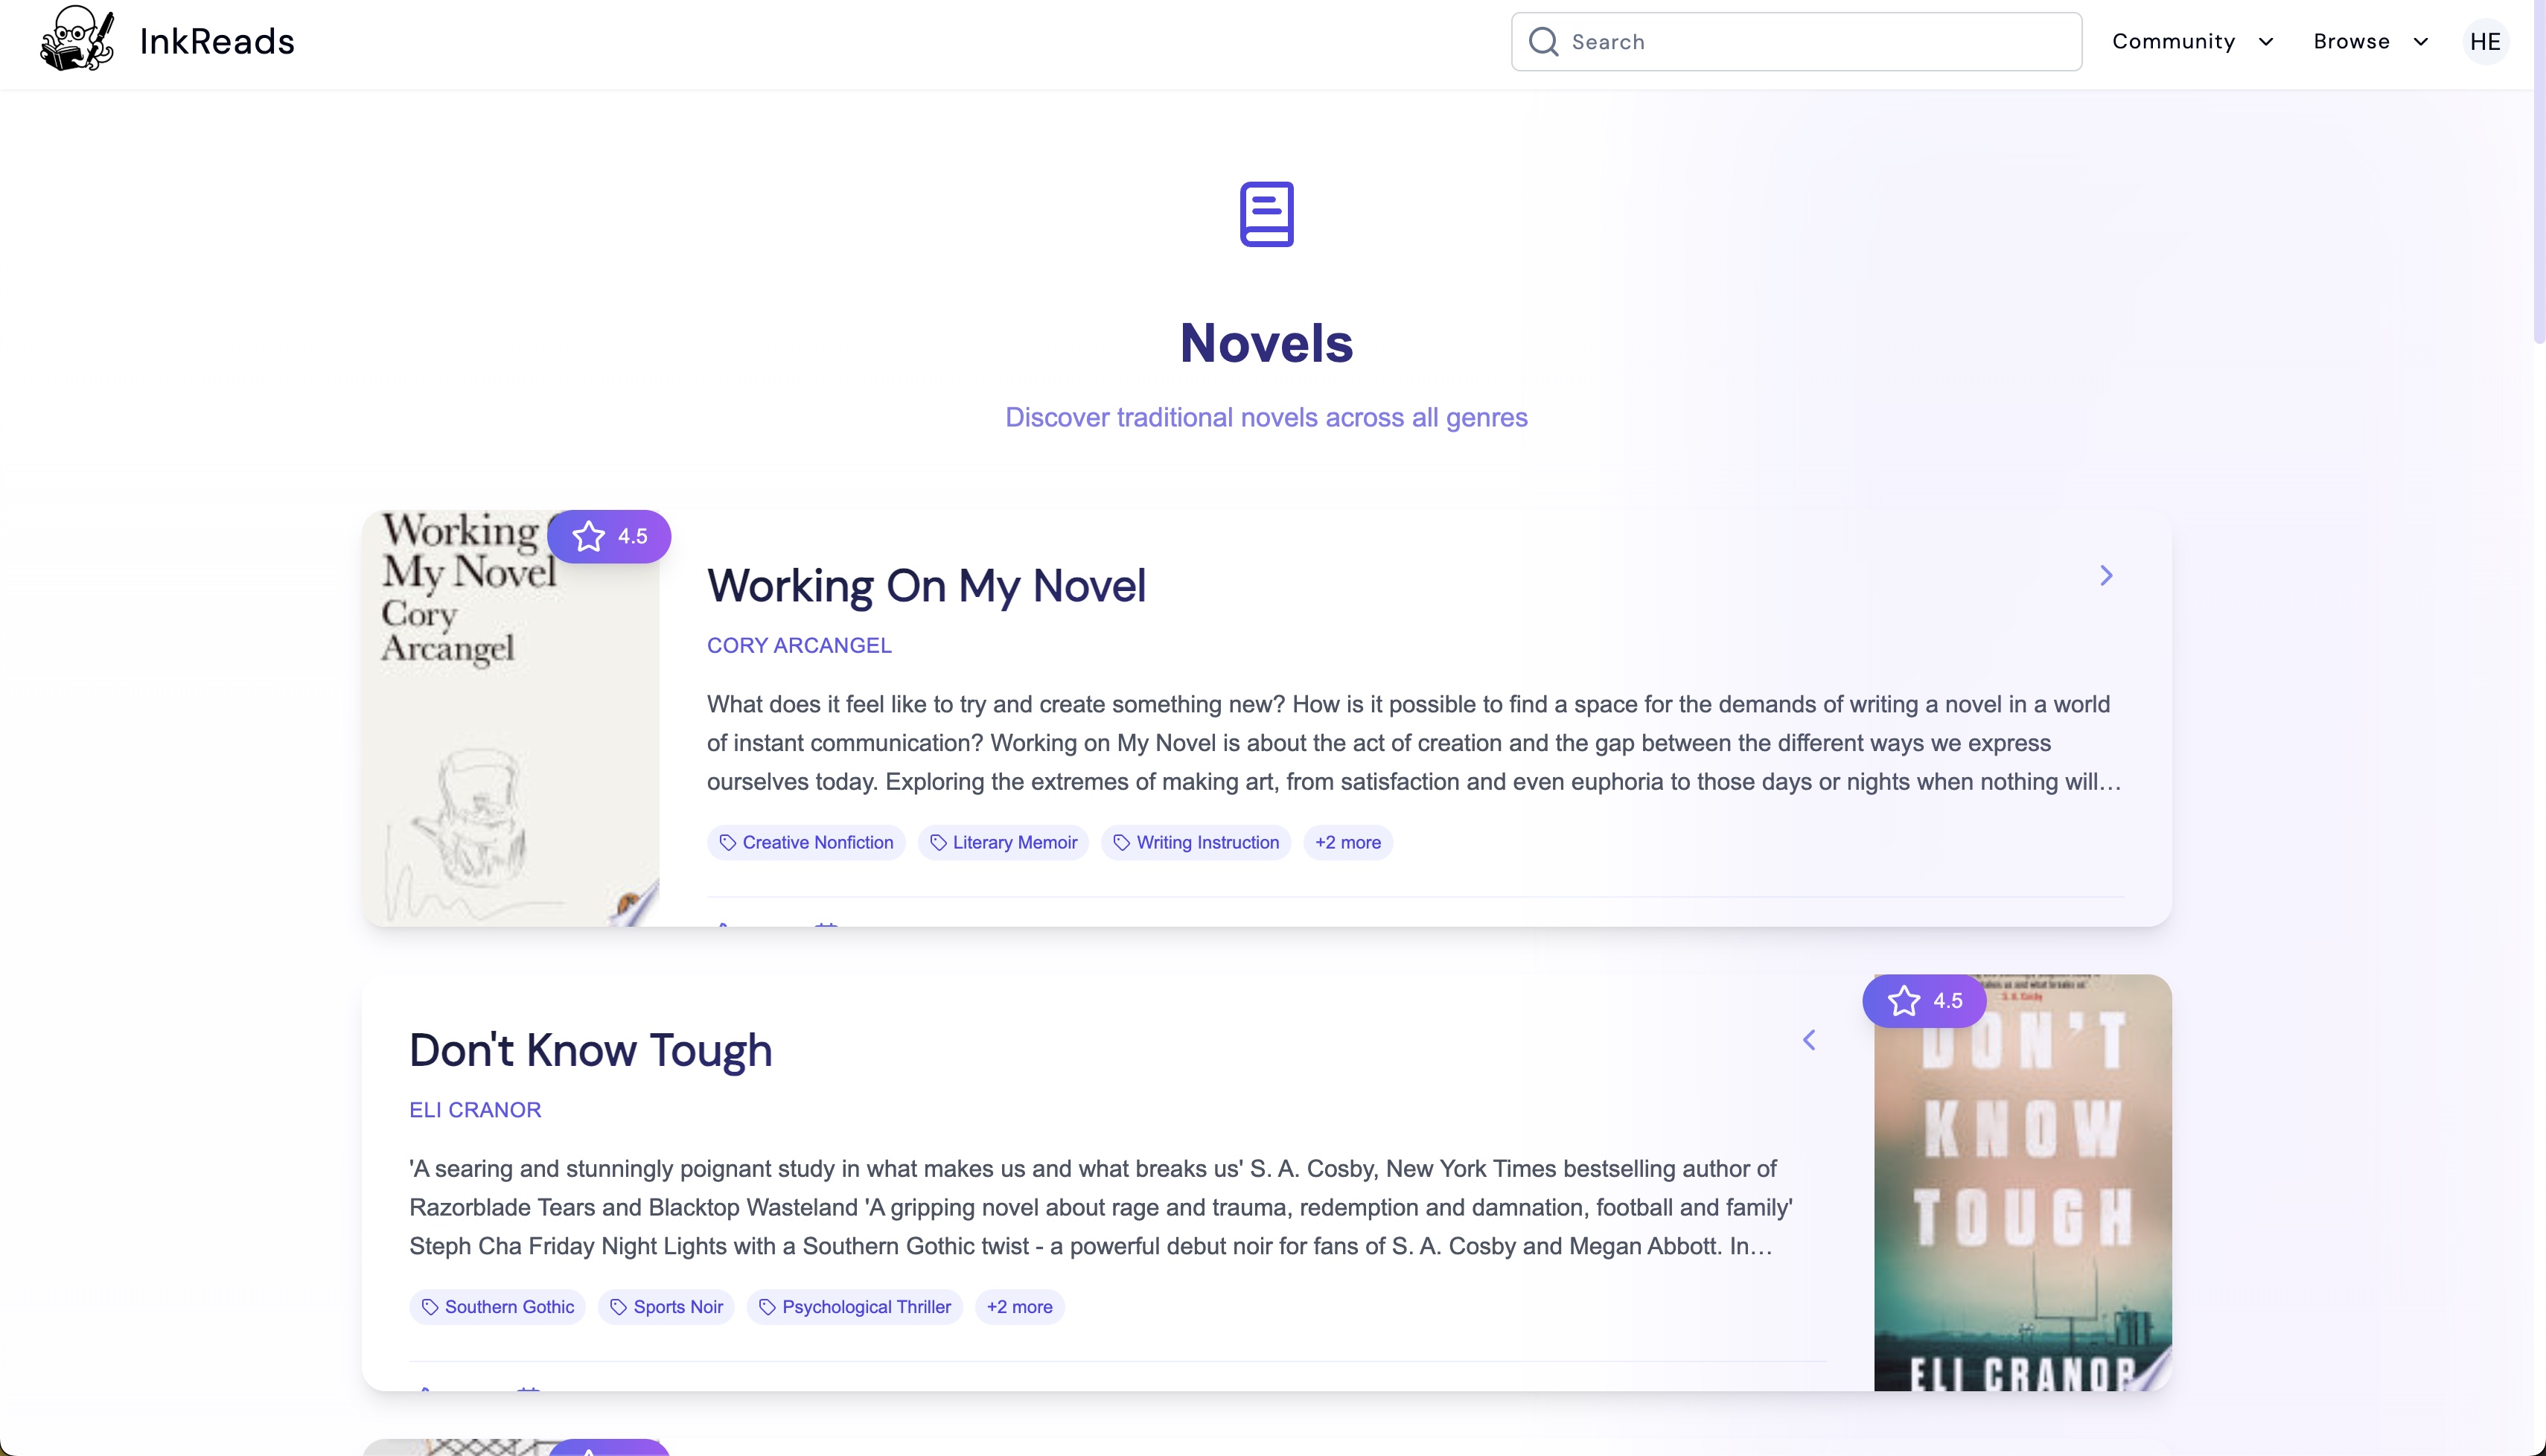 InkReads
Search
Community
Browse
HE
Novels
Discover traditional novels across all genres
Working
My Novel
Cory
Arcangel
4.5
Working On My Novel
CORY ARCANGEL
What does it feel like to try and create something new? How is it possible to find a space for the demands of writing a novel in a world
of instant communication? Working on My Novel is about the act of creation and the gap between the different ways we express
ourselves today. Exploring the extremes of making art, from satisfaction and even euphoria to those days or nights when nothing will…
Creative Nonfiction
Literary Memoir
Writing Instruction
+2 more
Don't Know Tough
ELI CRANOR
'A searing and stunningly poignant study in what makes us and what breaks us' S. A. Cosby, New York Times bestselling author of
Razorblade Tears and Blacktop Wasteland 'A gripping novel about rage and trauma, redemption and damnation, football and family'
Steph Cha Friday Night Lights with a Southern Gothic twist - a powerful debut noir for fans of S. A. Cosby and Megan Abbott. In…
Southern Gothic
Sports Noir
Psychological Thriller
+2 more
4.5
us and what breaks us'
S. A. Cosby
DON'T
KNOW
TOUGH
ELI CRANOR